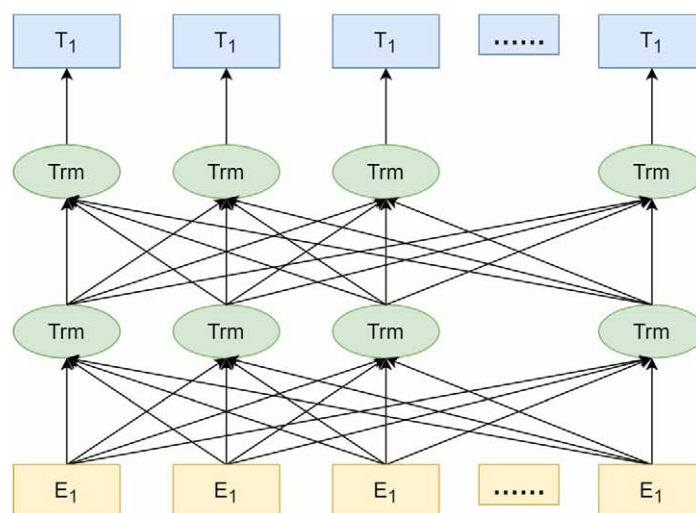 T1 T1 T1 ...... T1
Trm Trm Trm Trm
Trm Trm Trm Trm
E1 E1 E1 ...... E1